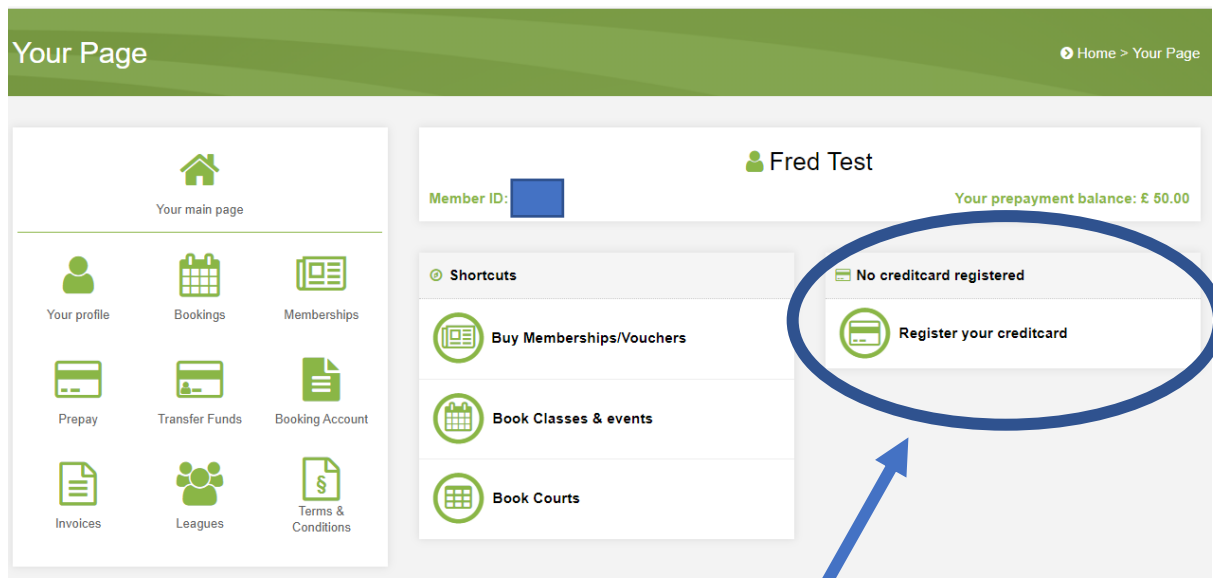 Your Page
Home > Your Page
Your main page
Your profile
Bookings
Memberships
Prepay
Transfer Funds
Booking Account
Invoices
Leagues
§
Terms &
Conditions
Fred Test
Member ID:
Your prepayment balance: £ 50.00
Shortcuts
Buy Memberships/Vouchers
Book Classes & events
Book Courts
No creditcard registered
Register your creditcard